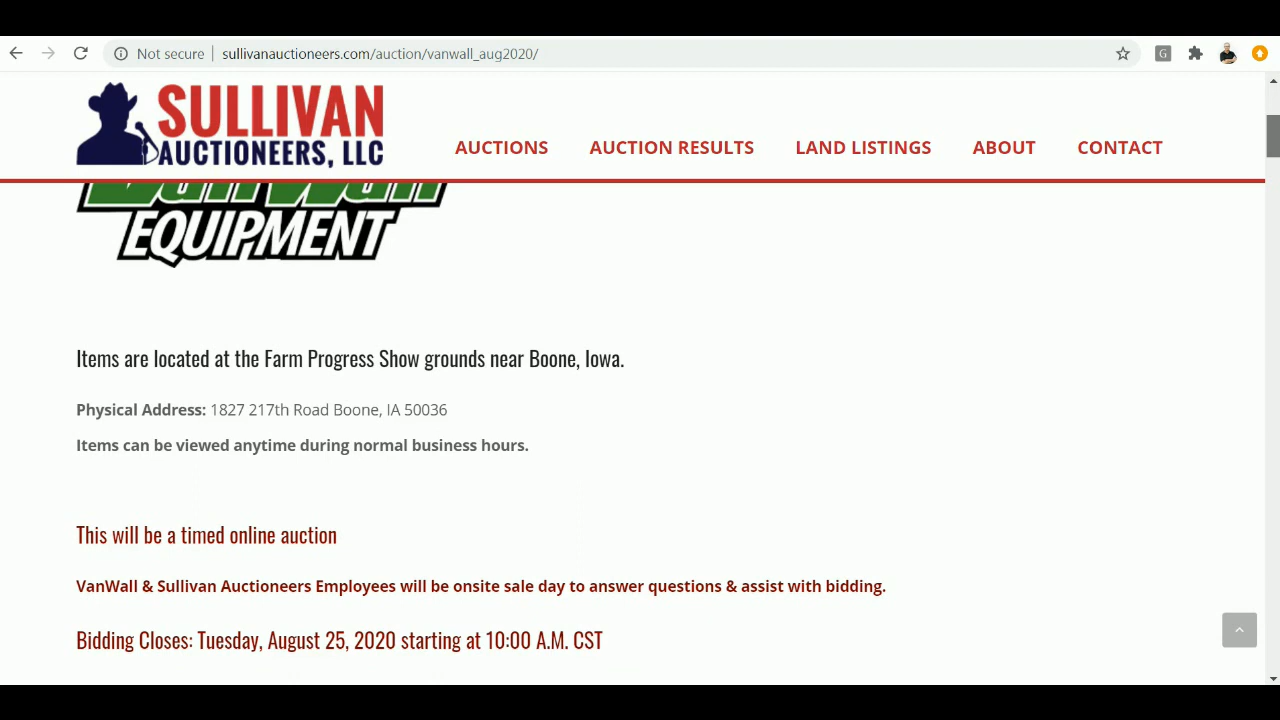 Not secure | sullivanauctioneers.com/auction/vanwall_aug2020/
G
SULLIVAN
AUCTIONEERS, LLC
AUCTIONS AUCTION RESULTS LAND LISTINGS ABOUT CONTACT
EQUIPMENT
Items are located at the Farm Progress Show grounds near Boone, Iowa.
Physical Address: 1827 217th Road Boone, IA 50036
Items can be viewed anytime during normal business hours.
This will be a timed online auction
VanWall & Sullivan Auctioneers Employees will be onsite sale day to answer questions & assist with bidding.
Bidding Closes: Tuesday, August 25, 2020 starting at 10:00 A.M. CST